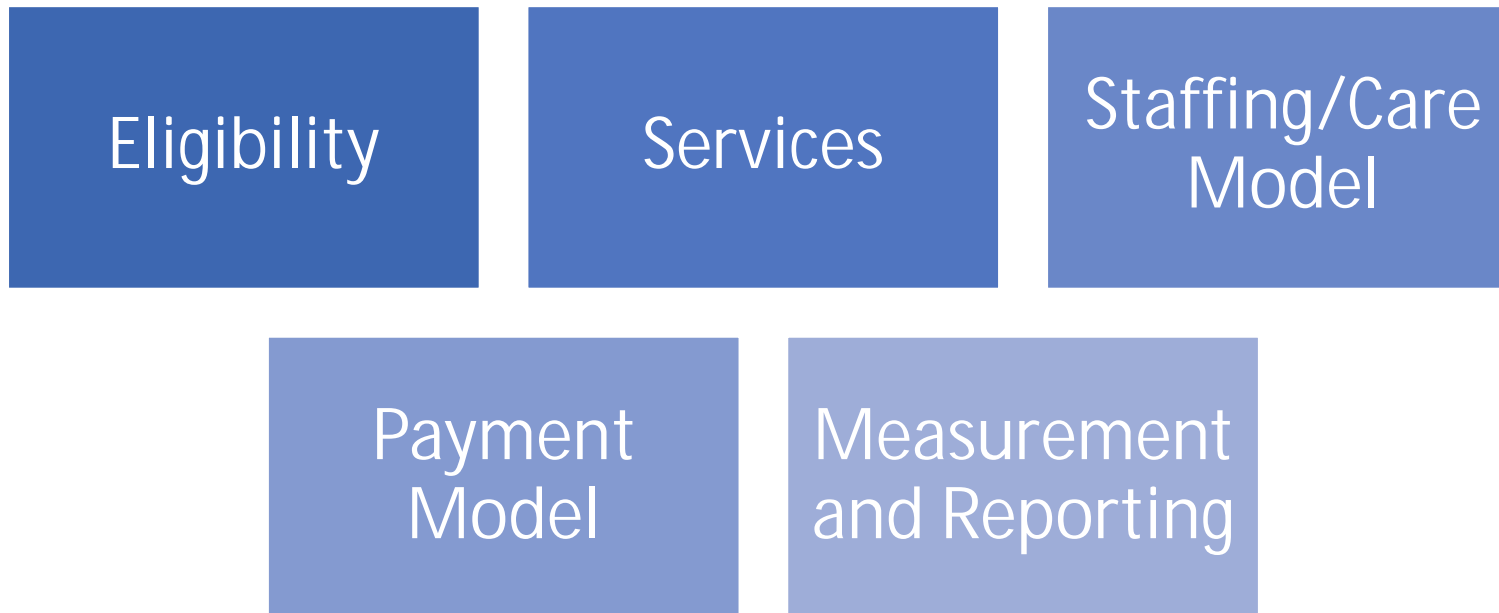 Eligibility
Services
Staffing/Care
Model
Payment
Model
Measurement
and Reporting